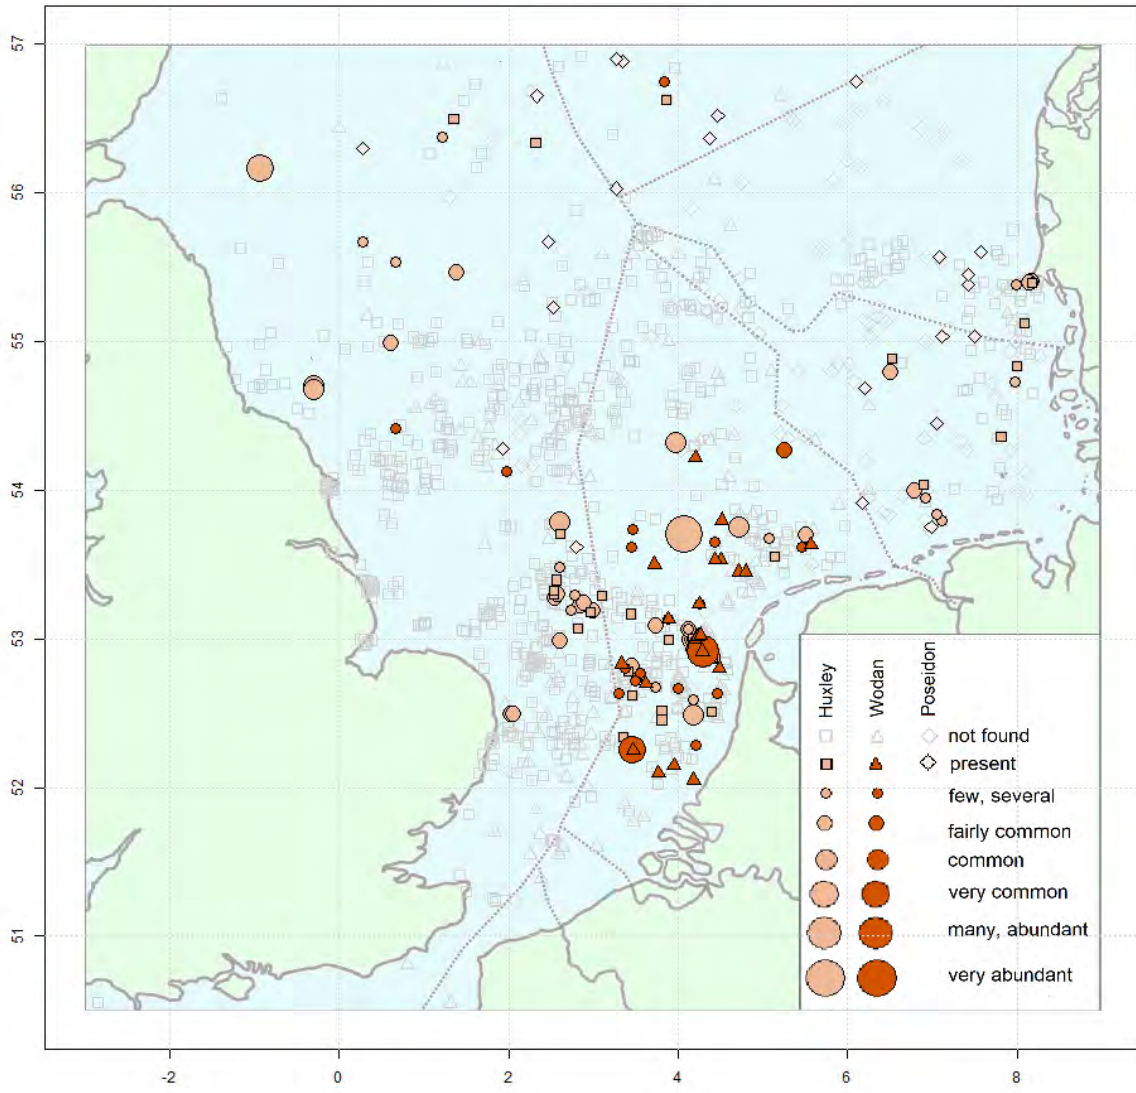 57
56
55
54
53
52
51
Huxley
Wodan
Poseidon
not found
present
few, several
fairly common
common
very common
many, abundant
very abundant
-2 0 2 4 6 8